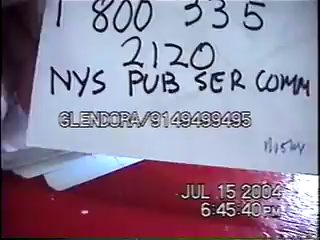 1 800 335
2120
NYS PUB SER COMM
GLENDORA/9149499495
JUL 15 2004
6:45:40PM